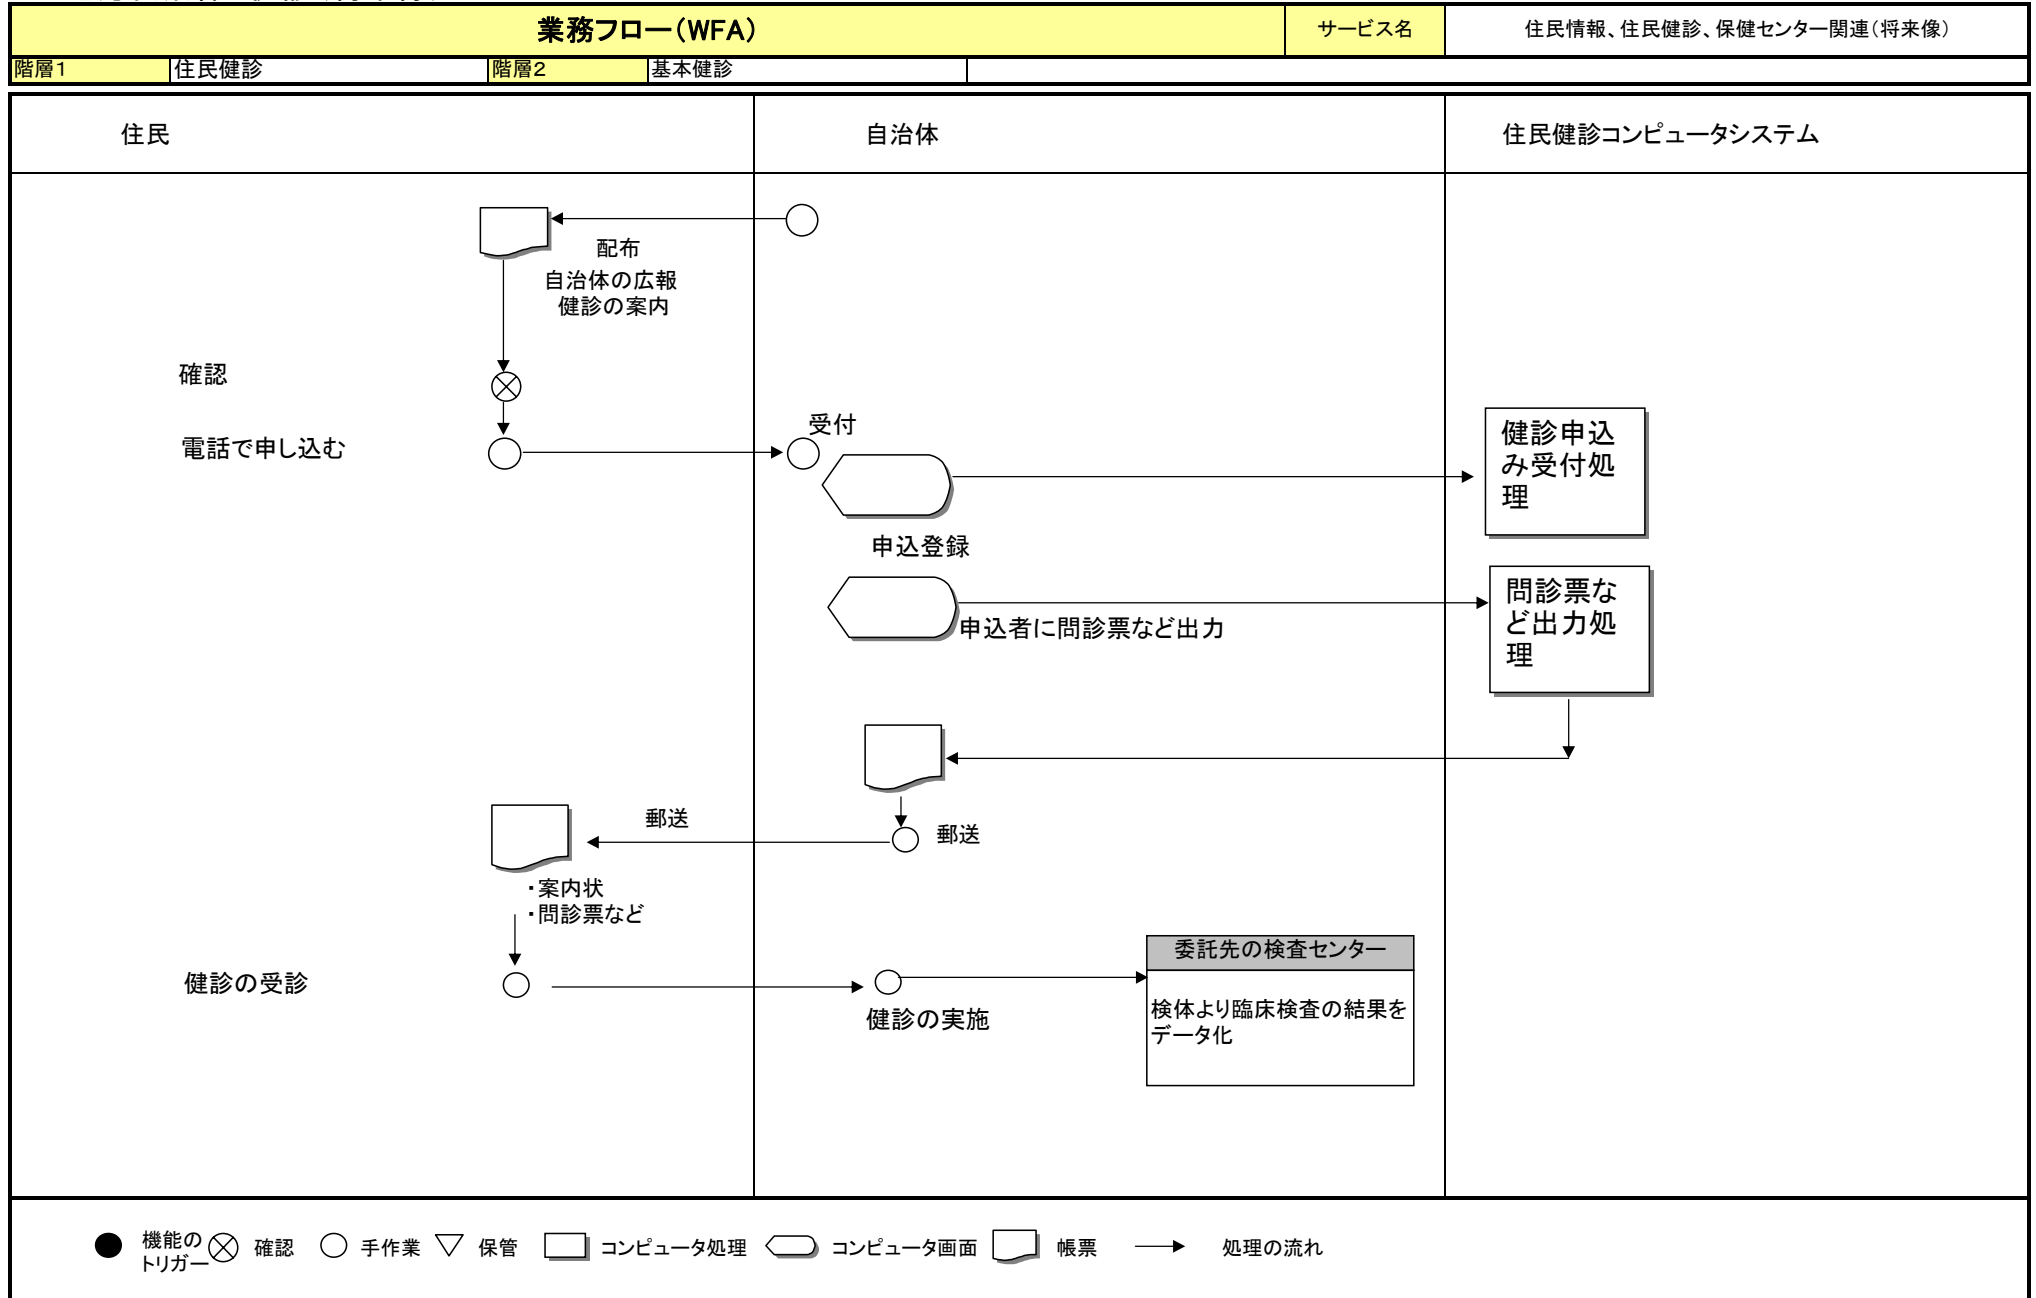 業務フロー(WFA)
サービス名
住民情報、住民健診、保健センター関連(将来像)
階層1
住民健診
階層2
基本健診
住民
自治体
住民健診コンピュータシステム
配布
自治体の広報
健診の案内
確認
電話で申し込む
受付
健診申込
み受付処
理
申込登録
問診票な
ど出力処
理
申込者に問診票など出力
郵送
郵送
・案内状
・問診票など
健診の受診
健診の実施
委託先の検査センター
検体より臨床検査の結果を
データ化
機能の
トリガー
確認
手作業
保管
コンピュータ処理
コンピュータ画面
帳票
処理の流れ